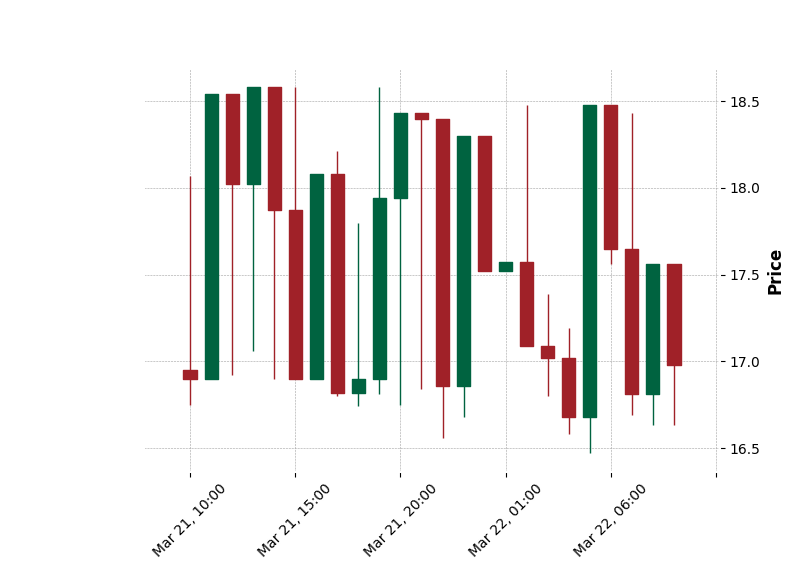 18.5
18.0
17.5
17.0
16.5
Price
Mar 21, 10:00
Mar 21, 15:00
Mar 21, 20:00
Mar 22, 01:00
Mar 22, 06:00